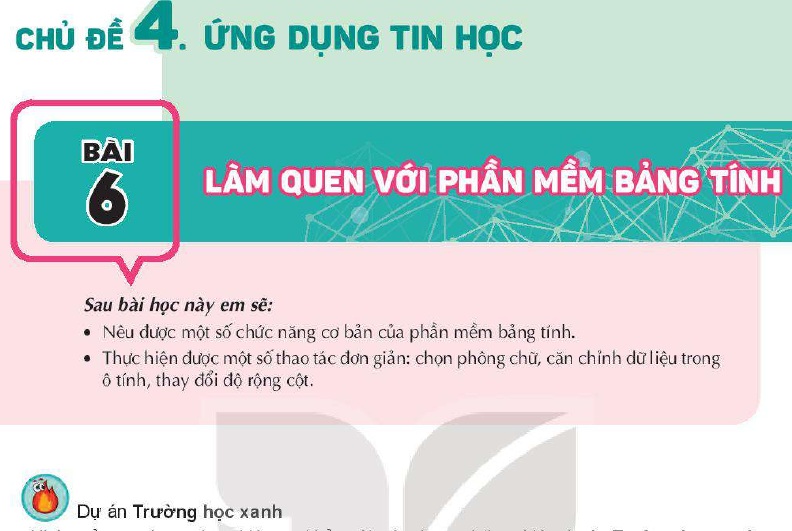 CHỦ ĐỀ 4. ỨNG DỤNG TIN HỌC
BÀI
6
LÀM QUEN VỚI PHẦN MỀM BẢNG TÍNH
Sau bài học này em sẽ:
• Nêu được một số chức năng cơ bản của phần mềm bảng tính.
• Thực hiện được một số thao tác đơn giản: chọn phông chữ, căn chỉnh dữ liệu trong
ô tính, thay đổi độ rộng cột.
Dự án Trường học xanh